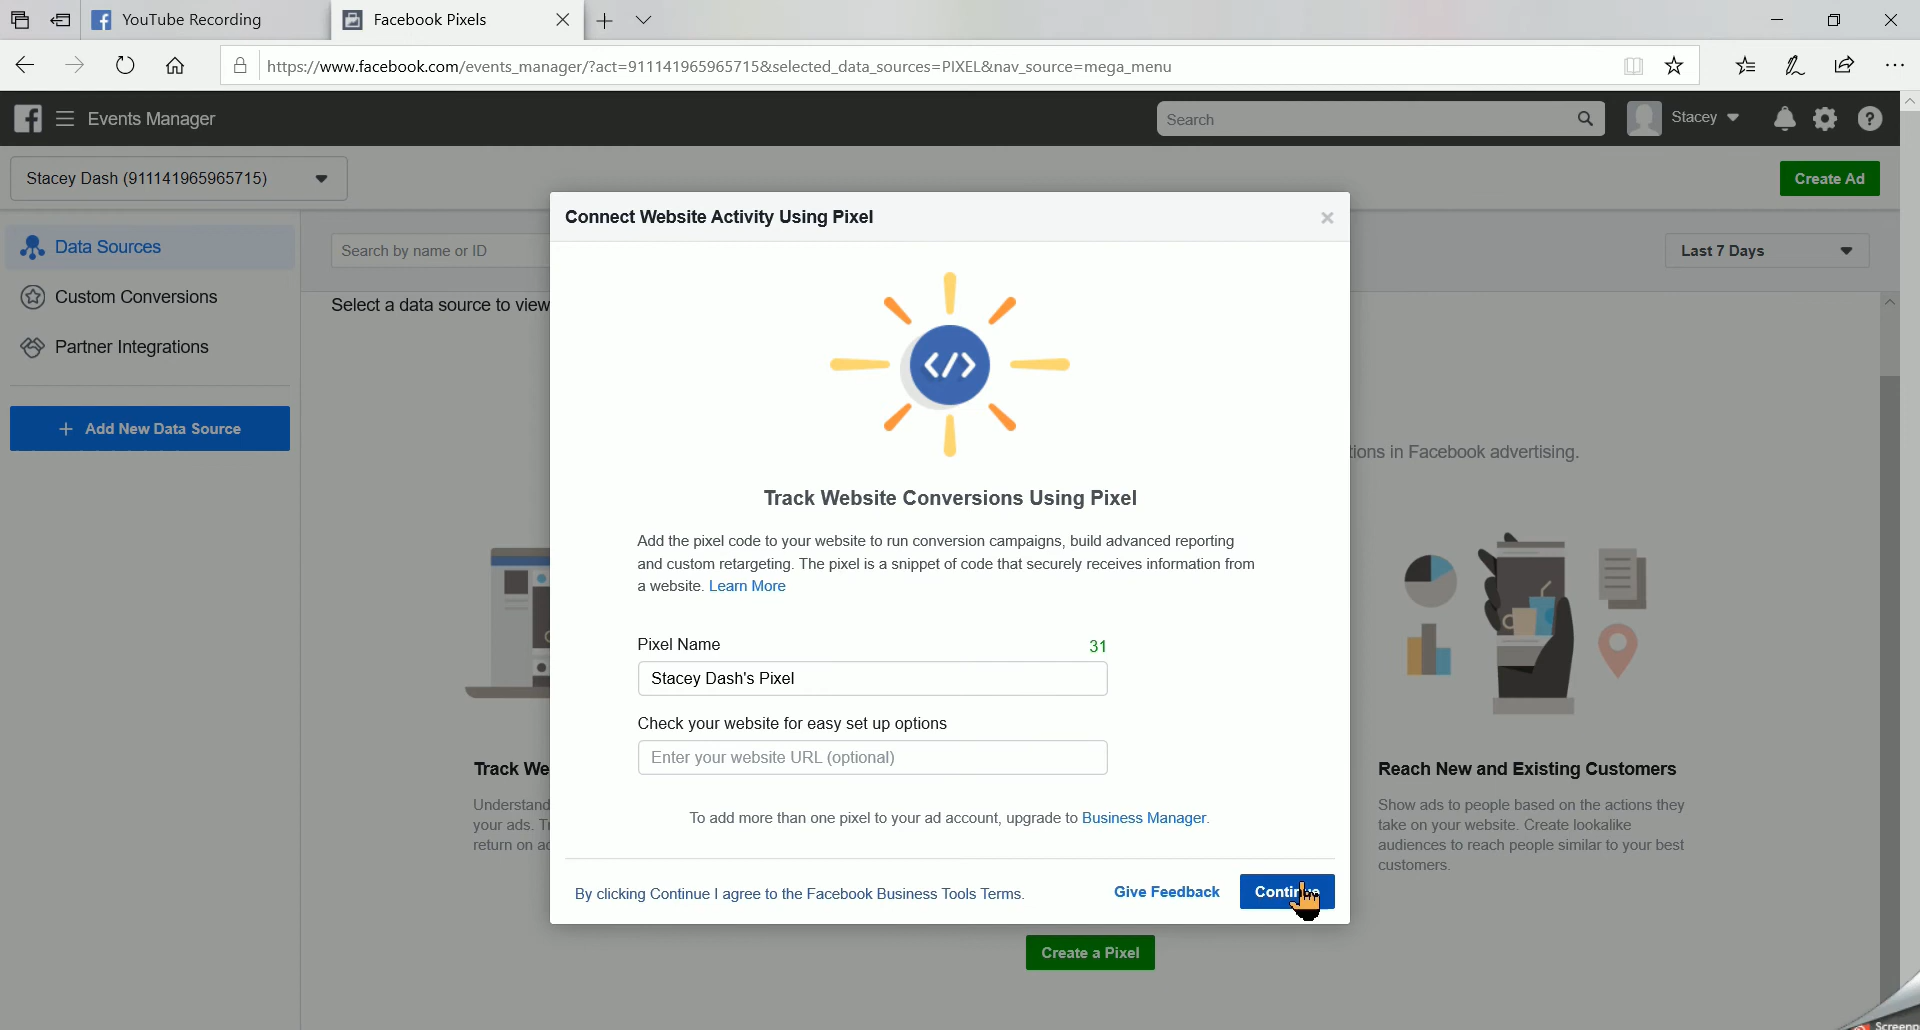 YouTube Recording
Facebook Pixels
https://www.facebook.com/events_manager/?act=911141965965715&selected_data_sources=PIXEL&nav_source=mega_menu
Events Manager
Search
Stacey
Stacey Dash (911141965965715)
Create Ad
Data Sources
Custom Conversions
Partner Integrations
+ Add New Data Source
Search by name or ID
Last 7 Days
Select a data source to view
Connect Website Activity Using Pixel
</>
Track Website Conversions Using Pixel
Add the pixel code to your website to run conversion campaigns, build advanced reporting
and custom retargeting. The pixel is a snippet of code that securely receives information from
a website. Learn More
Pixel Name
31
Stacey Dash's Pixel
Check your website for easy set up options
Enter your website URL (optional)
To add more than one pixel to your ad account, upgrade to Business Manager.
By clicking Continue I agree to the Facebook Business Tools Terms.
Give Feedback
Continue
in Facebook advertising.
Track
Understand
your ads.
return on
Reach New and Existing Customers
Show ads to people based on the actions they
take on your website. Create lookalike
audiences to reach people similar to your best
customers.
Create a Pixel